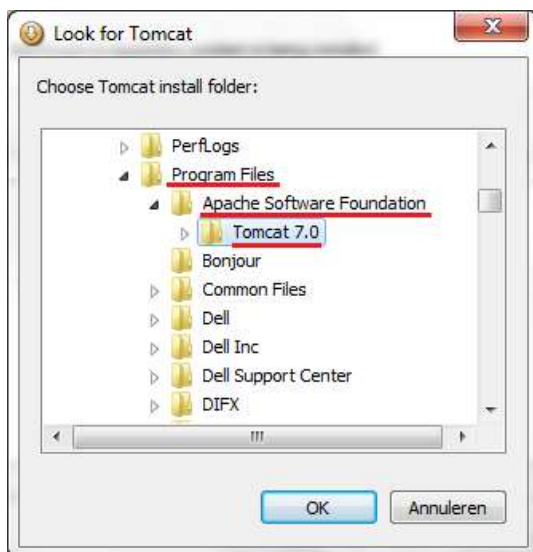 Look for Tomcat
Choose Tomcat install folder:
PerfLogs
Program Files
Apache Software Foundation
Tomcat 7.0
Bonjour
Common Files
Dell
Dell Inc
Dell Support Center
DIFX
OK
Annuleren